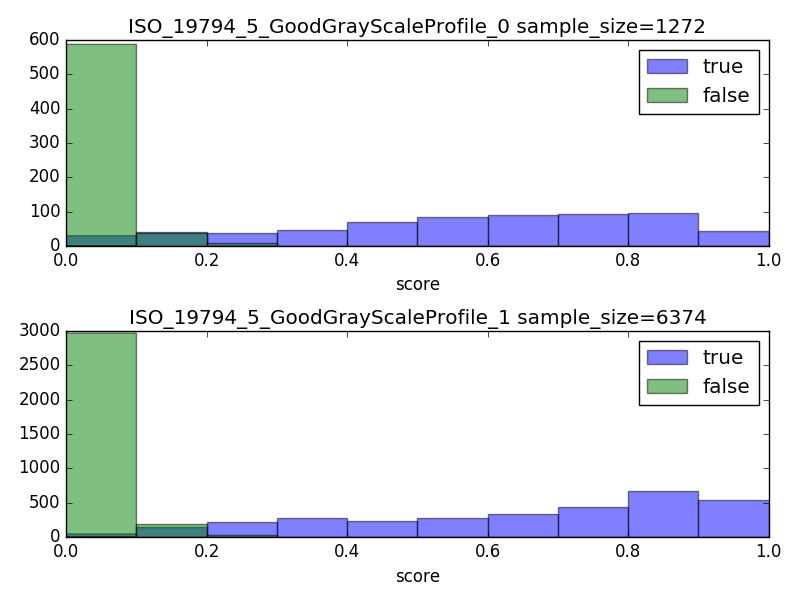 ISO_19794_5_GoodGrayScaleProfile_0 sample_size=1272
600
500
400
300
200
100
0
true
false
0.0 0.2 0.4 0.6 0.8 1.0
score
ISO_19794_5_GoodGrayScaleProfile_1 sample_size=6374
3000
2500
2000
1500
1000
500
0
true
false
0.0 0.2 0.4 0.6 0.8 1.0
score